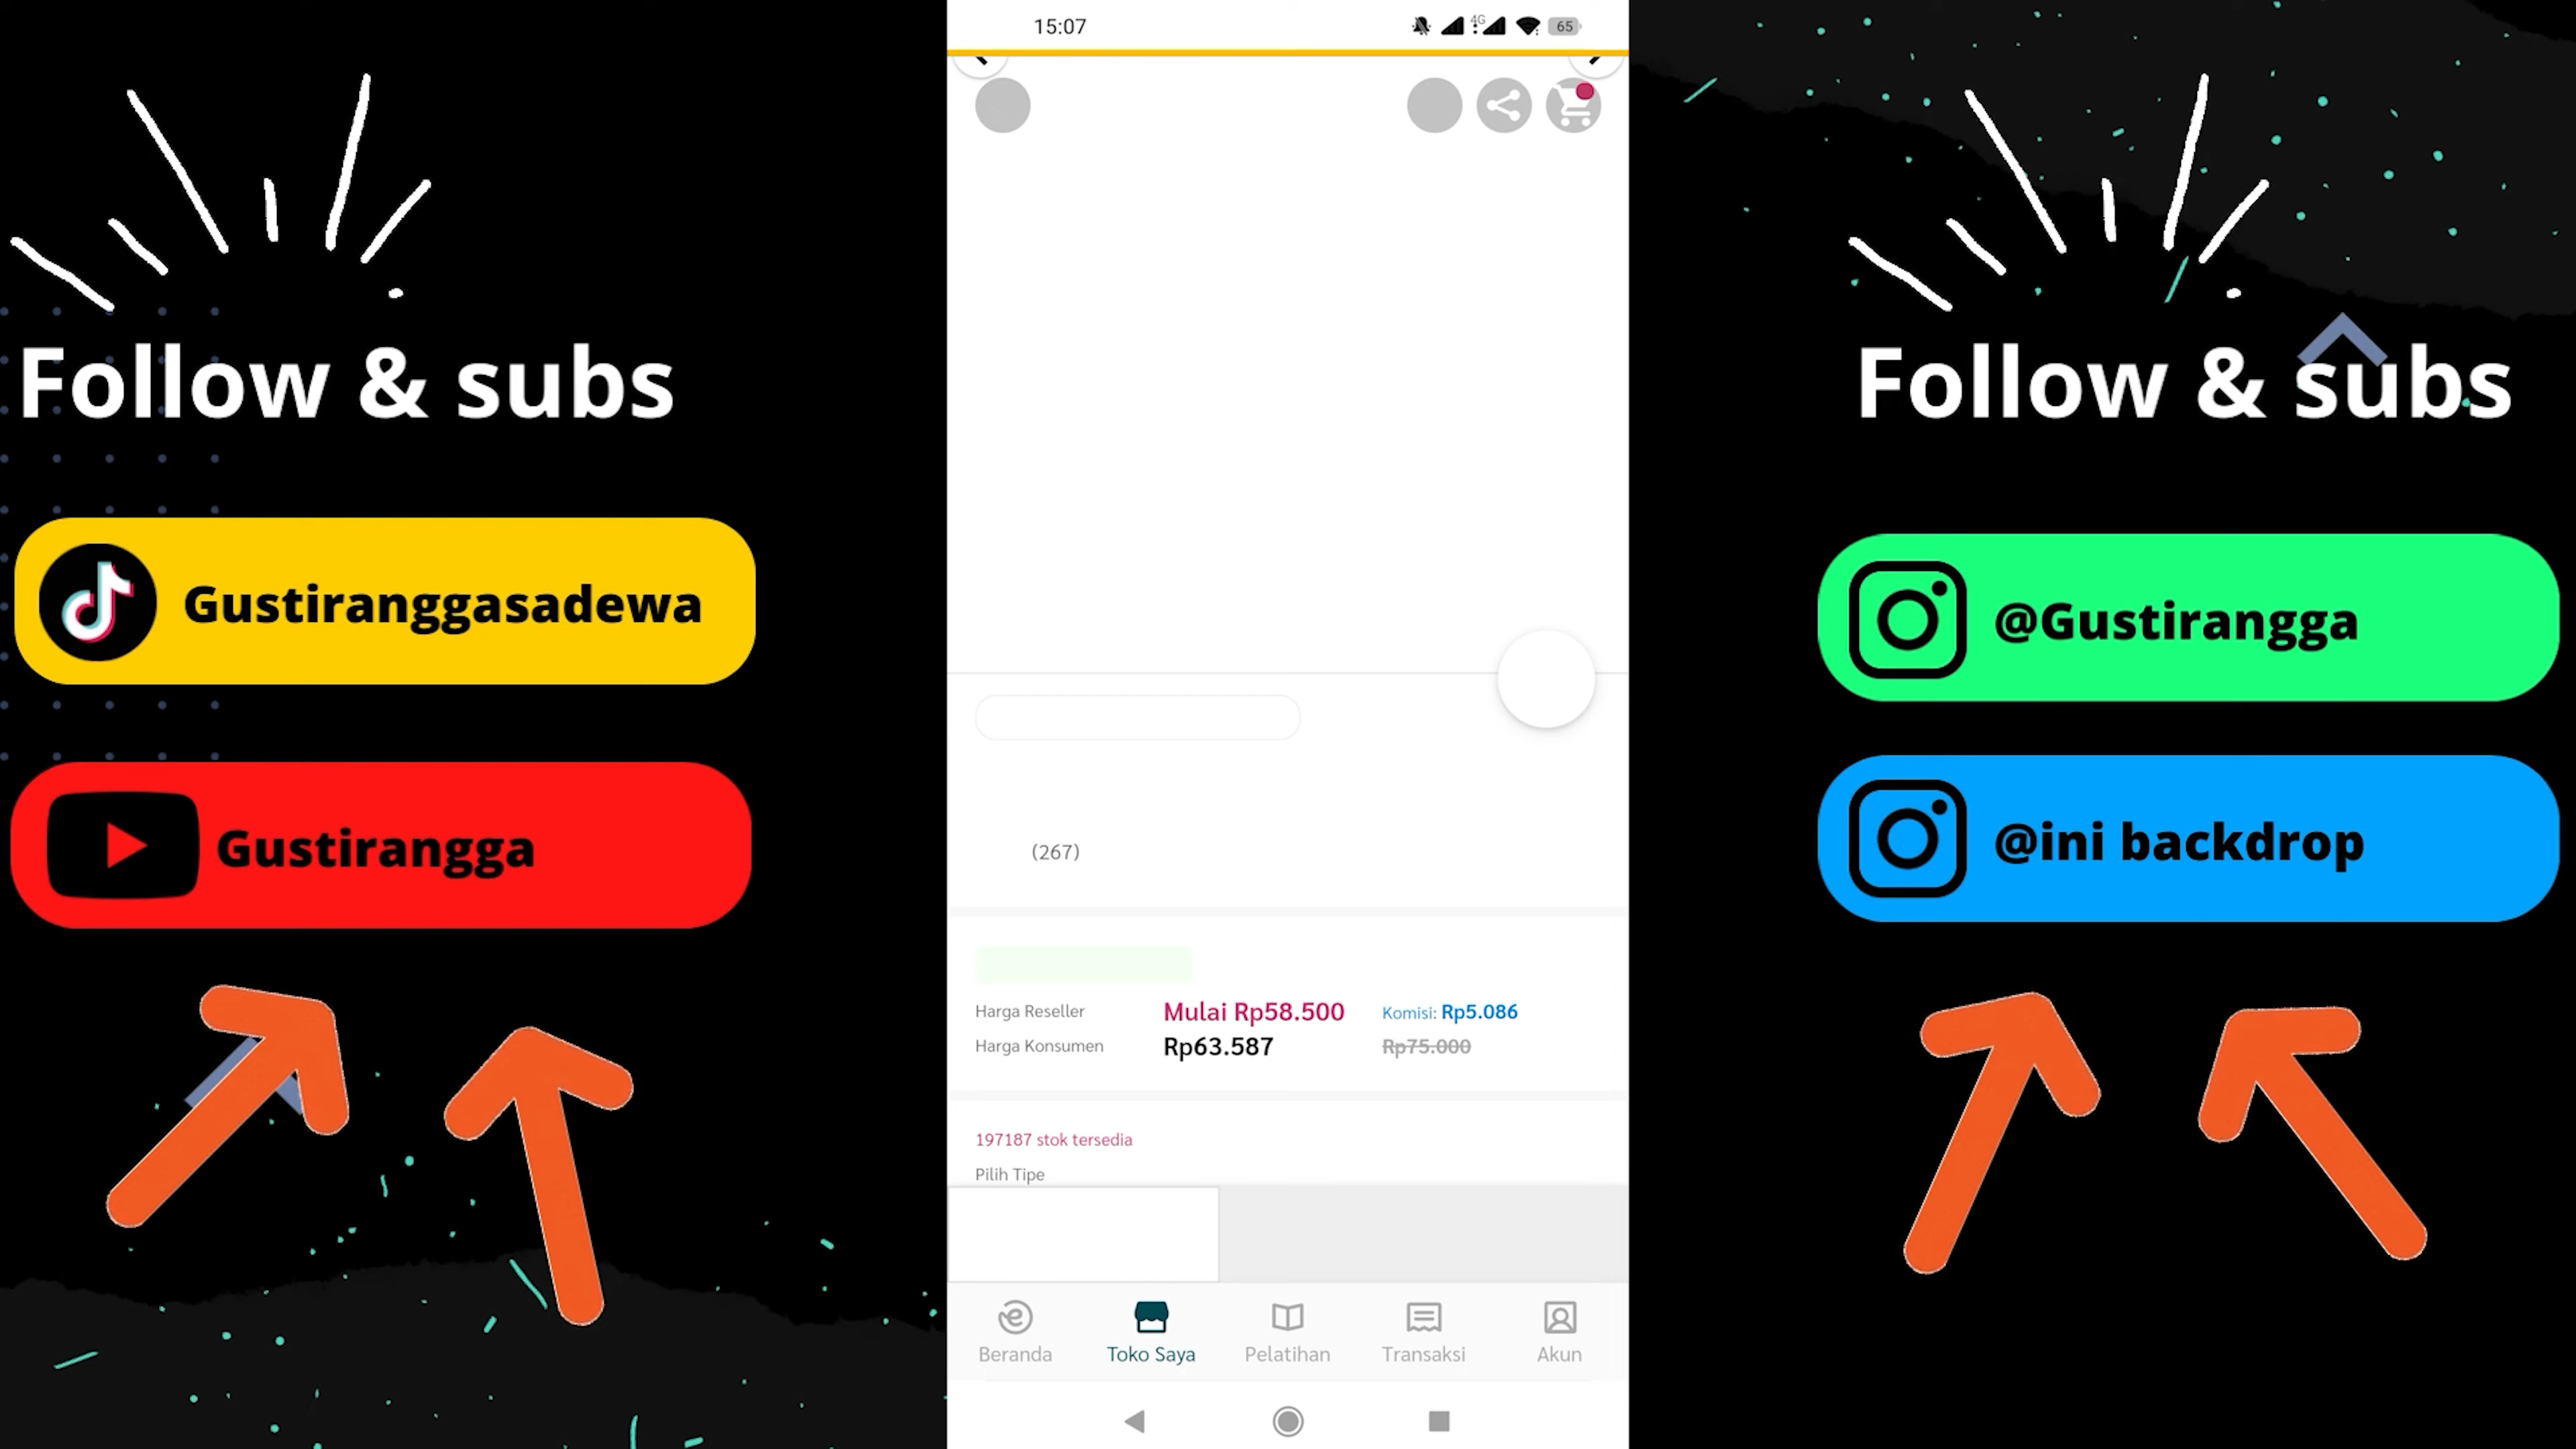 Follow & subs
Gustiranggasadewa
Gustirangga
15:07
4G
65
(267)
Harga Reseller Mulai Rp58.500 Komisi: Rp5.086
Harga Konsumen Rp63.587 Rp75.000
197187 stok tersedia
Pilih Tipe
Beranda Toko Saya Pelatihan Transaksi Akun
Follow & subs
@Gustirangga
@ini backdrop